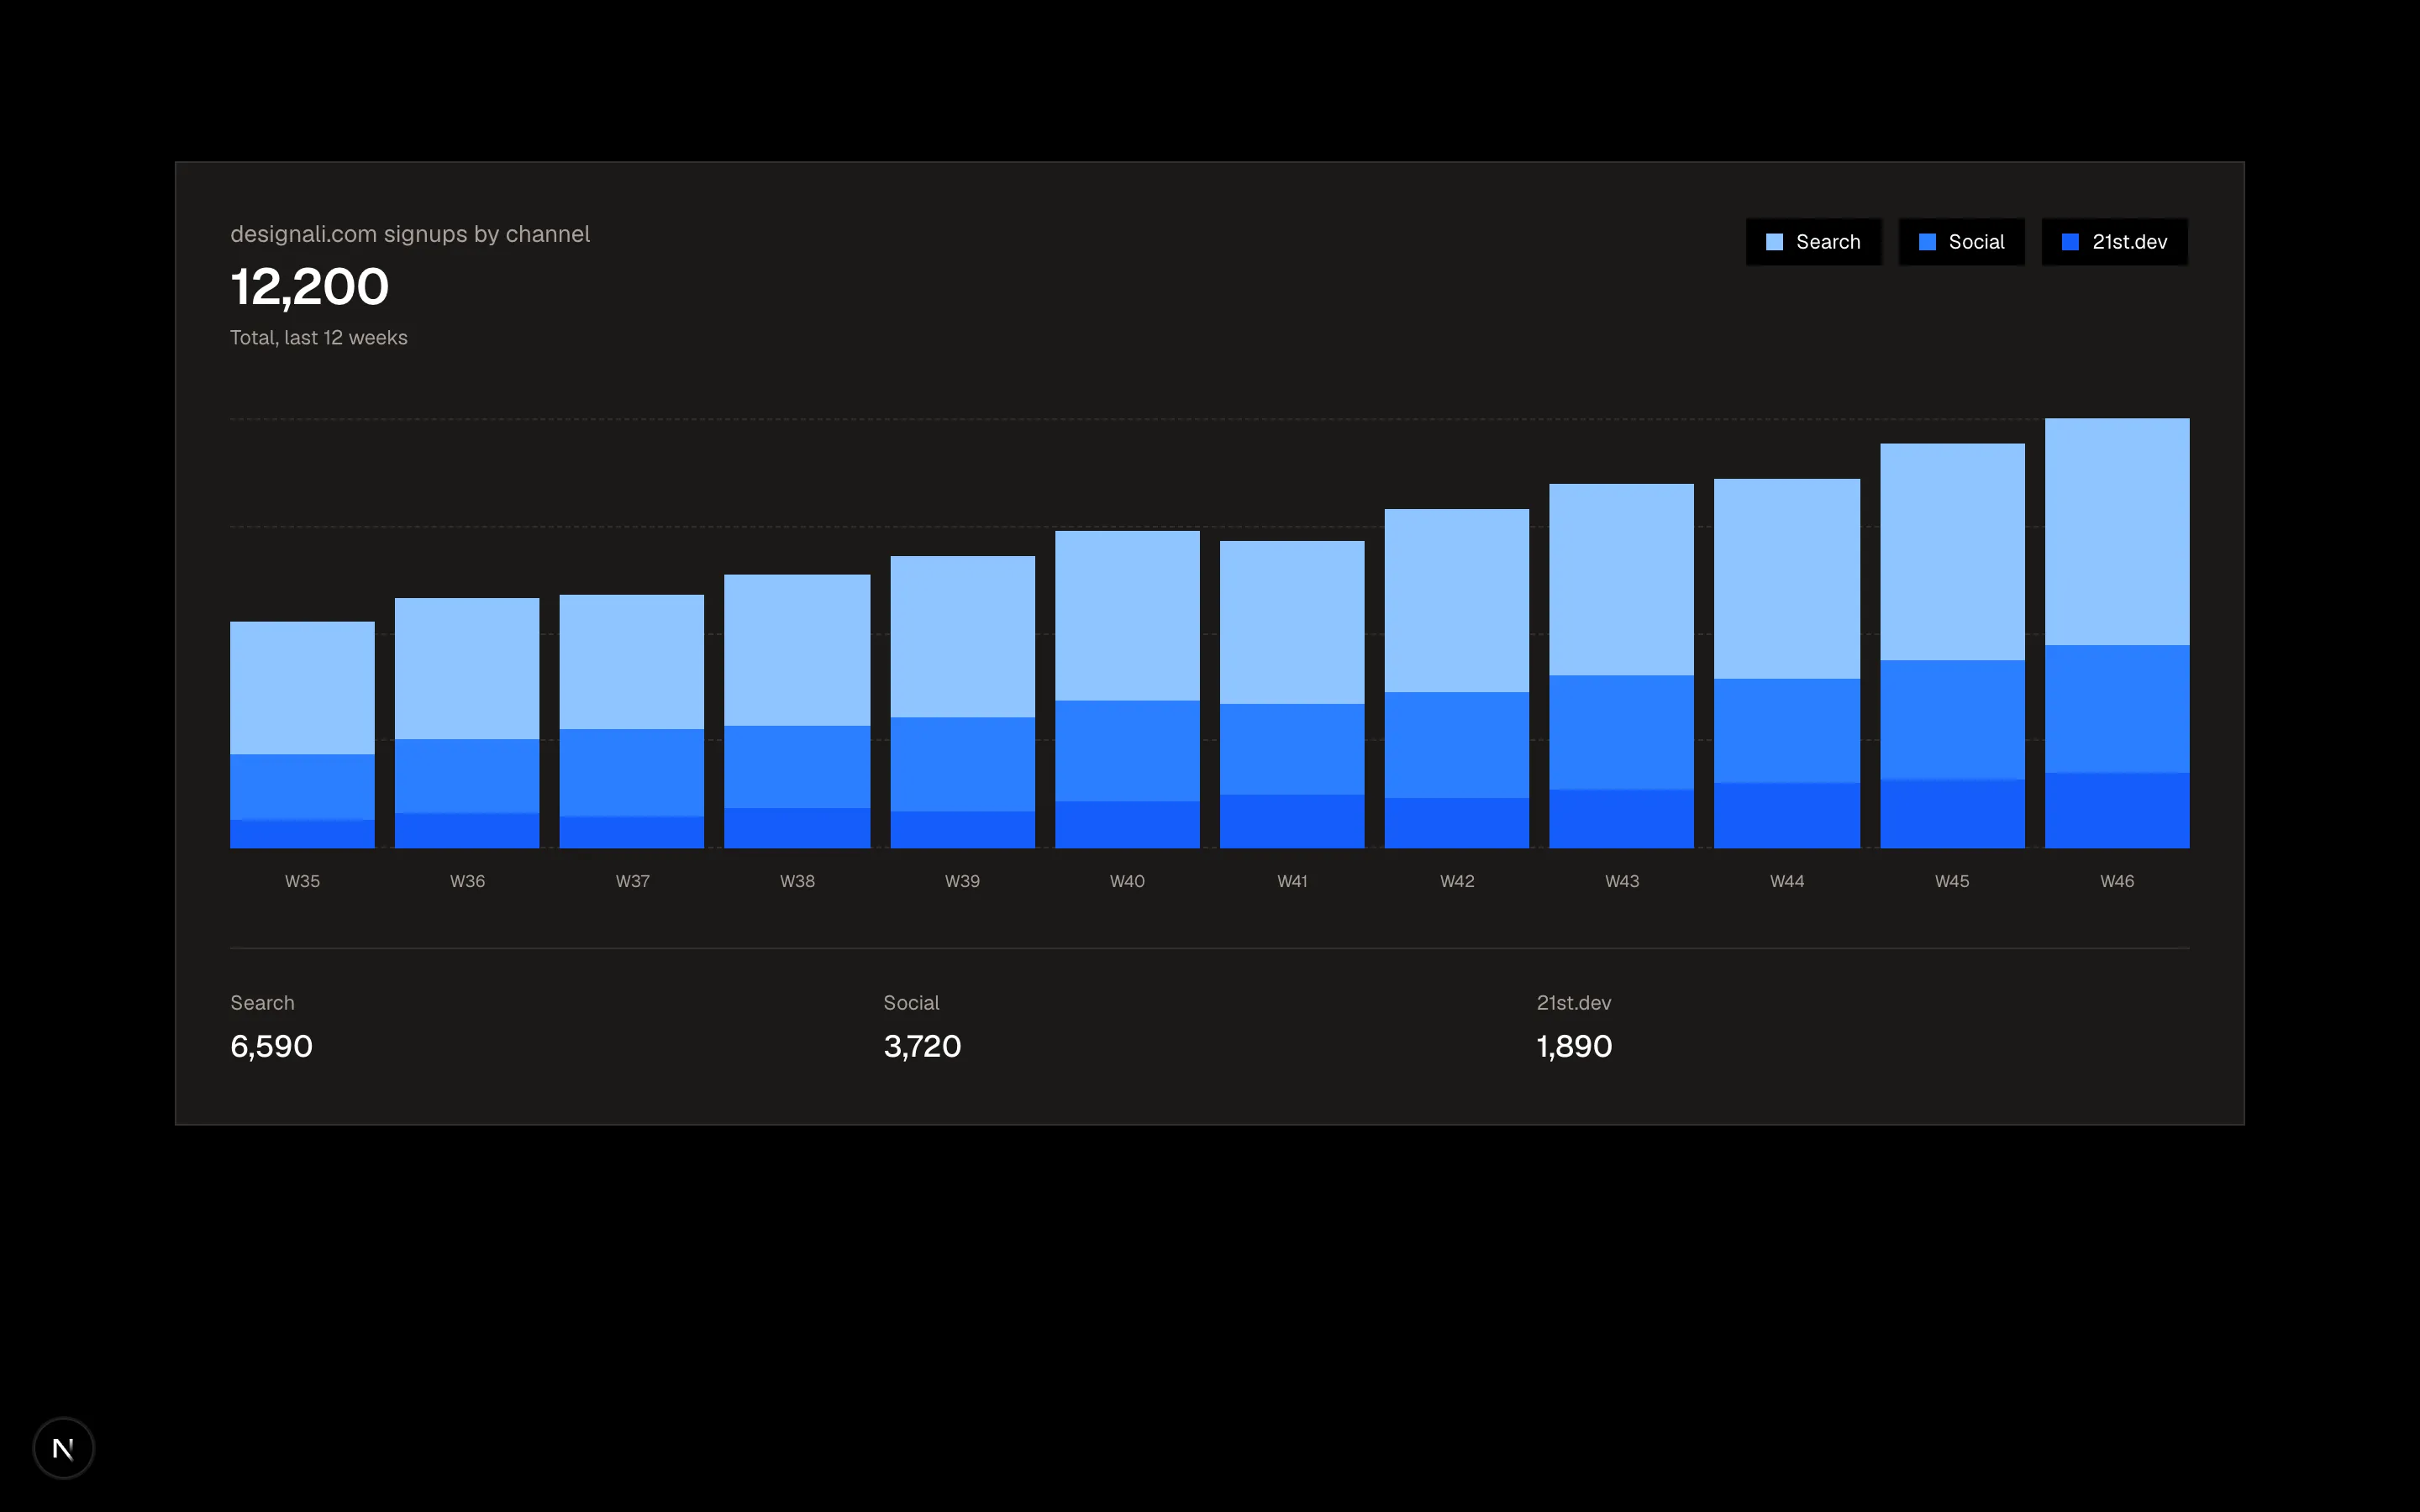 designali.com signups by channel
12,200
Total, last 12 weeks
Search
Social
21st.dev
W35
W36
W37
W38
W39
W40
W41
W42
W43
W44
W45
W46
Search
6,590
Social
3,720
21st.dev
1,890
N